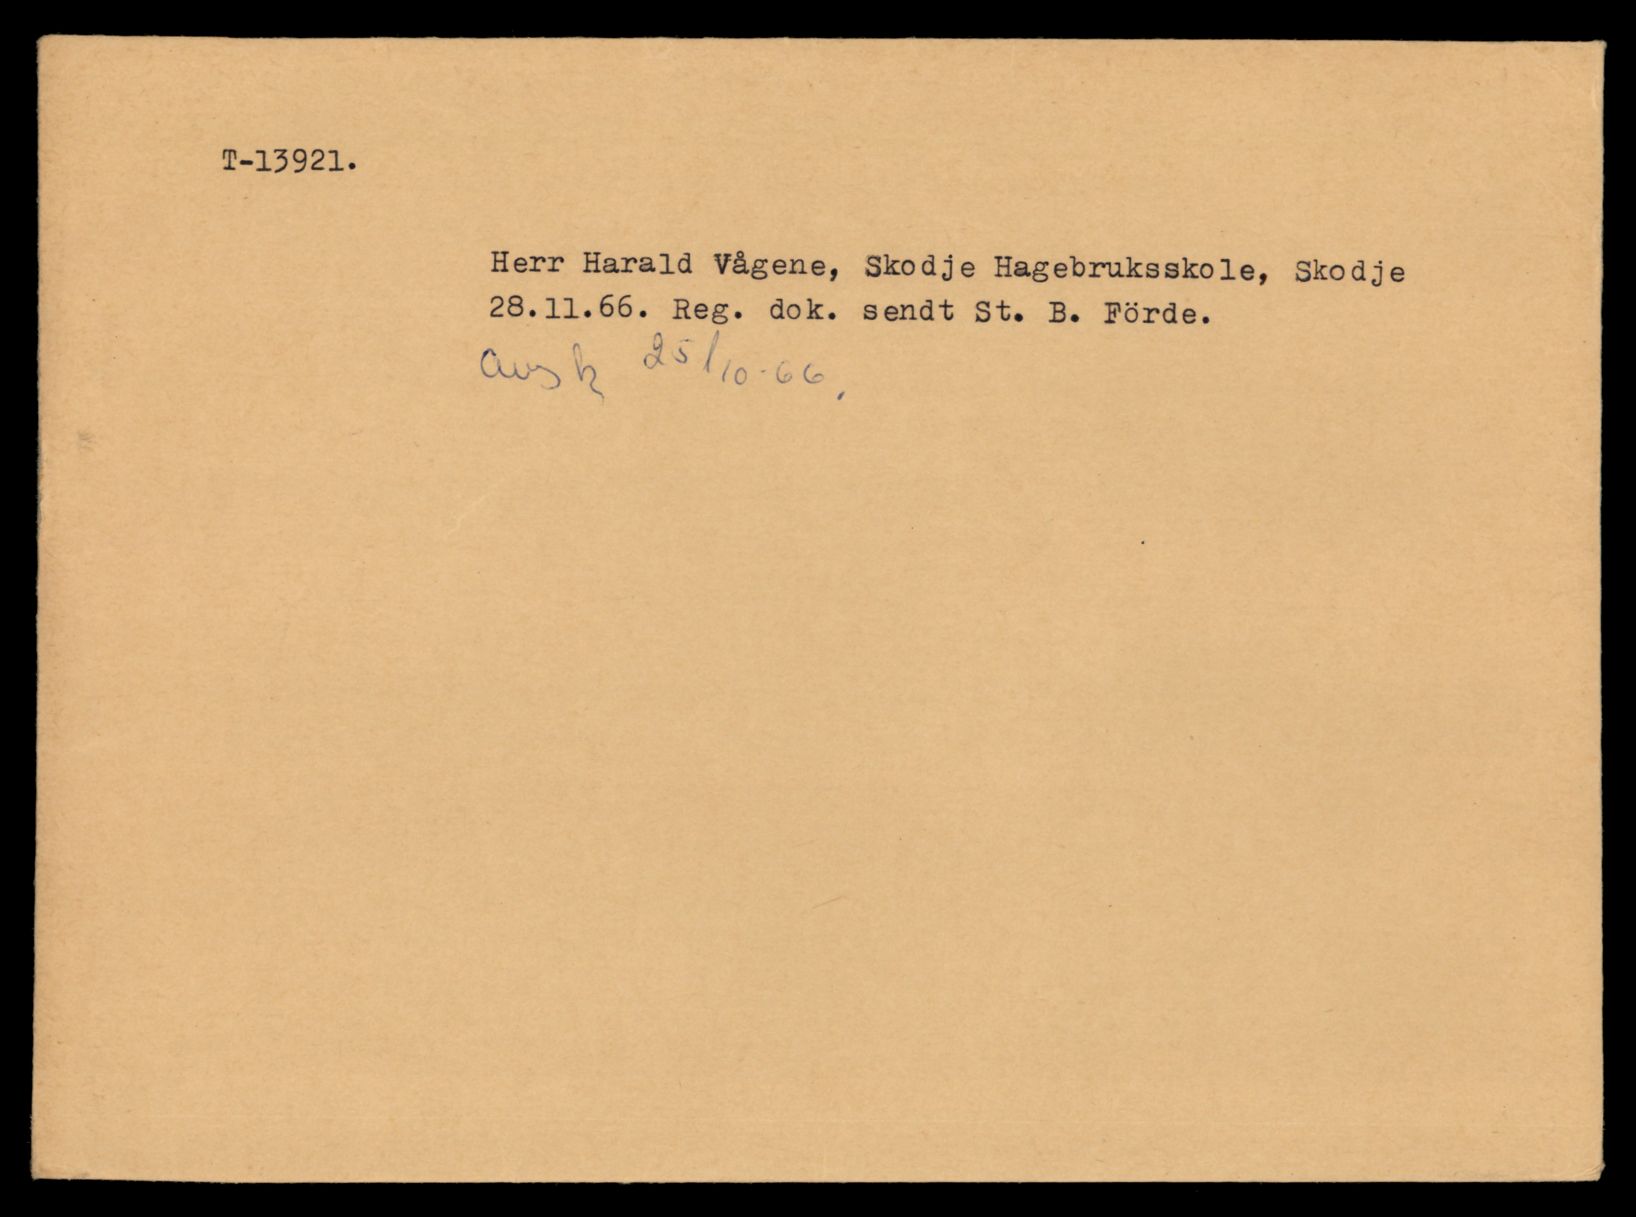 T-13921.
Herr Harald Vågene, Skodje Hagebruksskole, Skodje
28.11.66. Reg. dok. sendt St. B. Förde.
avsk 25/10-66.